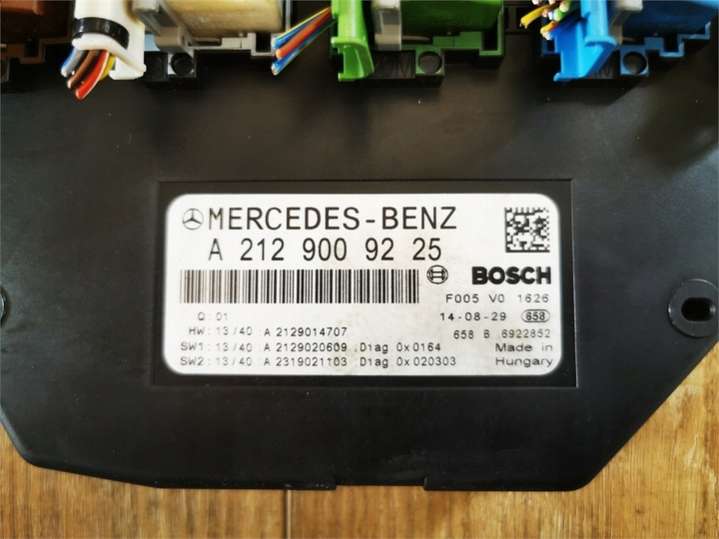 MERCEDES-BENZ
A 212 900 92 25
BOSCH
F005 V0 1626
Q:01
14-08-29 658
HW:13/40:A 2129014707
658 B 6922852
SW1:13/40:A 2129020609 Diag 0x0164
Made in
SW2:13/40:A 2319021103 Diag 0x020303
Hungary